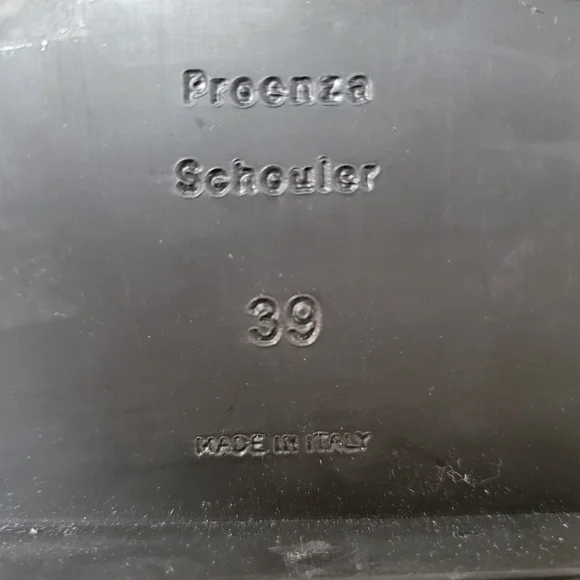 Proenza
Schouler
39
MADE IN ITALY